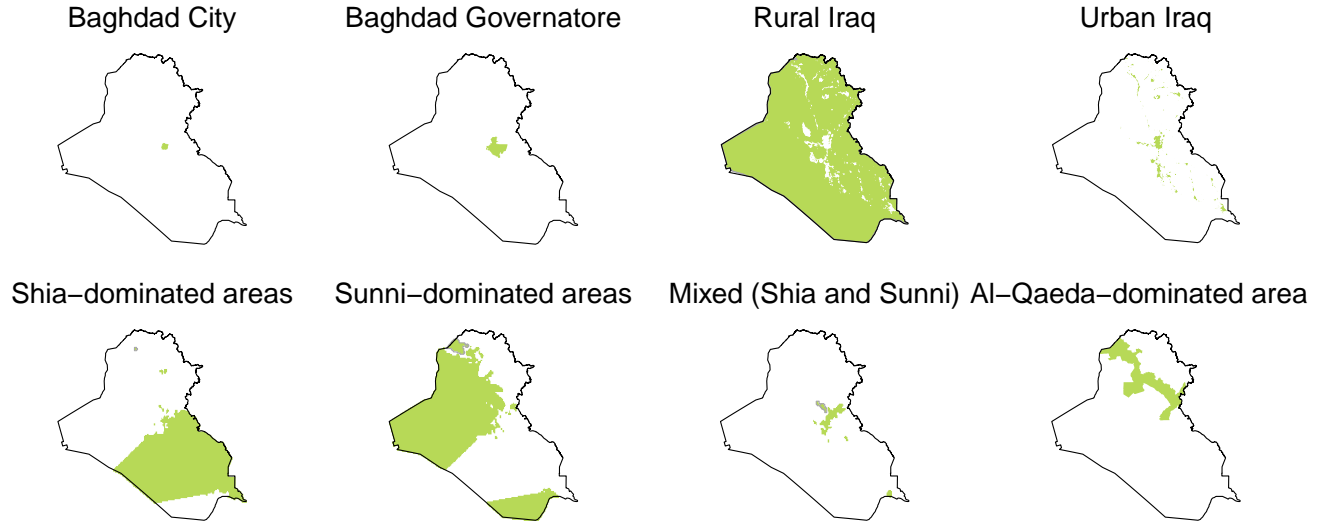 Baghdad City
Baghdad Governatore
Rural Iraq
Urban Iraq
Shia−dominated areas
Sunni−dominated areas
Mixed (Shia and Sunni)
Al−Qaeda−dominated area